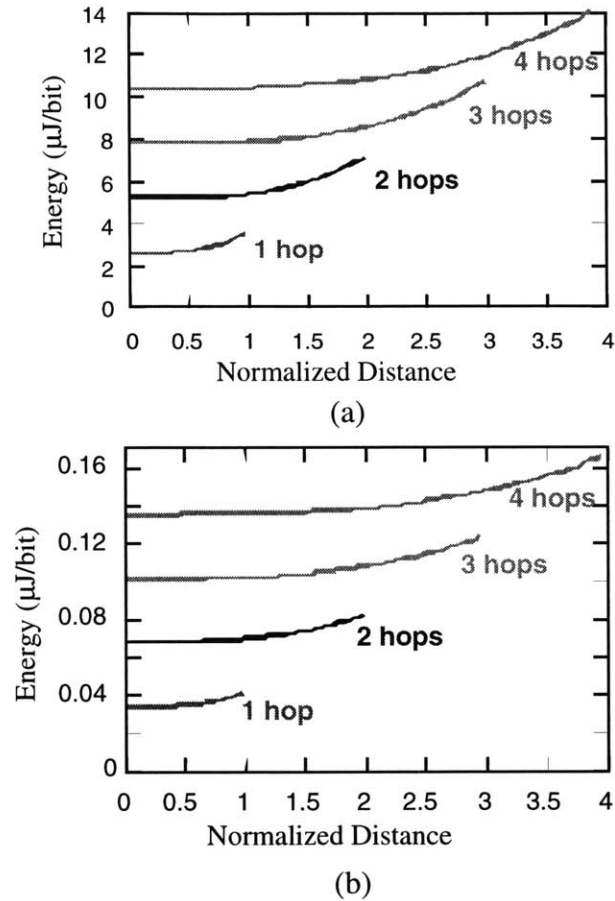 14
12
10
8
6
4
2
0
Energy (µJ/bit)
4 hops
3 hops
2 hops
1 hop
0 0.5 1 1.5 2 2.5 3 3.5 4
Normalized Distance
(a)
0.16
0.12
0.08
0.04
0
Energy (µJ/bit)
4 hops
3 hops
2 hops
1 hop
0 0.5 1 1.5 2 2.5 3 3.5 4
Normalized Distance
(b)